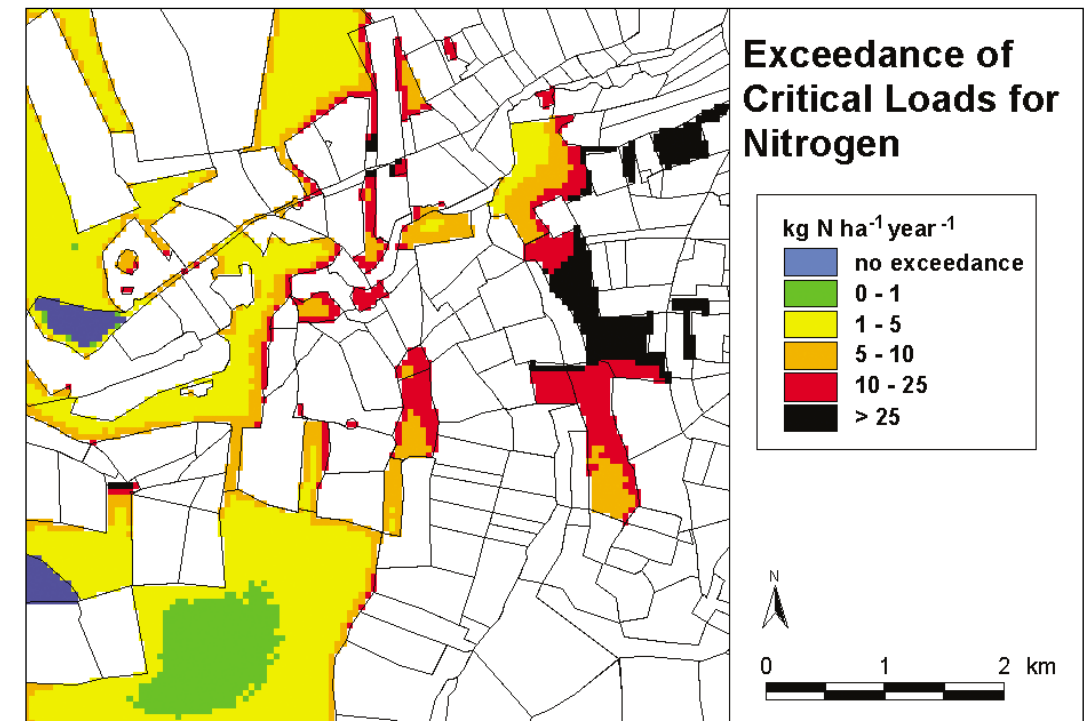 Exceedance of
Critical Loads for
Nitrogen
kg N ha⁻¹ year ⁻¹
no exceedance
0 - 1
1 - 5
5 - 10
10 - 25
> 25
N
0 1 2 km